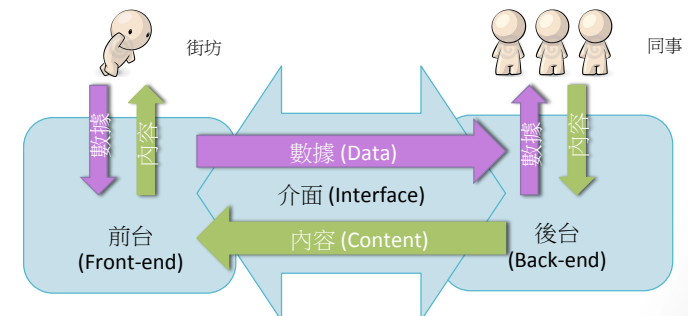 街坊
同事
數據
內容
數據 (Data)
數據
內容
介面 (Interface)
內容 (Content)
前台
(Front-end)
後台
(Back-end)